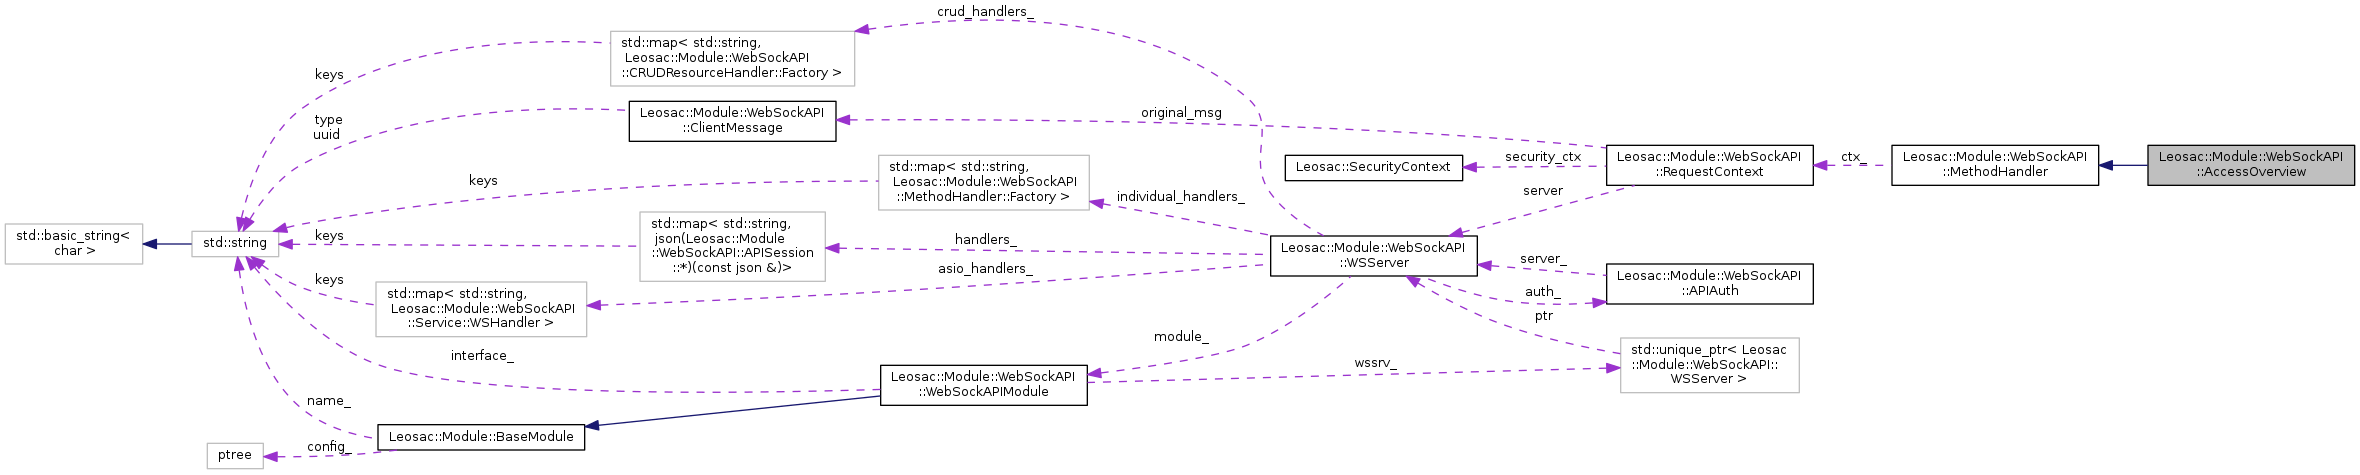 crud_handlers_
std::map< std::string,
Leosac::Module::WebSockAPI
::CRUDResourceHandler::Factory >
keys
Leosac::Module::WebSockAPI
::ClientMessage
type
uuid
original_msg
std::map< std::string,
Leosac::Module::WebSockAPI
::MethodHandler::Factory >
keys
Leosac::SecurityContext
security_ctx
Leosac::Module::WebSockAPI
::RequestContext
ctx_
Leosac::Module::WebSockAPI
::MethodHandler
Leosac::Module::WebSockAPI
::AccessOverview
server
individual_handlers_
std::basic_string<
char >
std::string
keys
std::map< std::string,
json(Leosac::Module
::WebSockAPI::APISession
::*)(const json &)>
handlers_
Leosac::Module::WebSockAPI
::WSServer
server_
Leosac::Module::WebSockAPI
::APIAuth
asio_handlers_
keys
std::map< std::string,
Leosac::Module::WebSockAPI
::Service::WSHandler >
auth_
ptr
module_
interface_
Leosac::Module::WebSockAPI
::WebSockAPIModule
wssrv_
std::unique_ptr< Leosac
::Module::WebSockAPI::
WSServer >
name_
Leosac::Module::BaseModule
config_
ptree